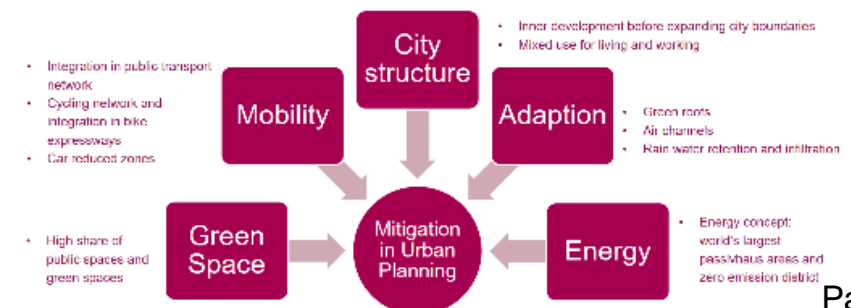 City
structure
• Inner development before expanding city boundaries
• Mixed use for living and working
• Integration in public transport
network
• Cycling network and
integration in bike
expressways
• Car reduced zones
Mobility
Adaption
• Green roots
• Air channels
• Rain water retention and infiltration
• High share of
public spaces and
green spaces
Green
Space
Mitigation
in Urban
Planning
Energy
• Energy concept:
world's largest
passivhaus areas and
zero emission district
Pa